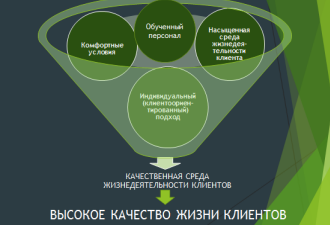 Обученный
персонал
Комфортные
условия
Насыщенная
среда
жизнедея-
тельности
клиента
Индивидуальный
(клиентоориен-
тированный)
подход
КАЧЕСТВЕННАЯ СРЕДА
ЖИЗНЕДЕЯТЕЛЬНОСТИ КЛИЕНТОВ
ВЫСОКОЕ КАЧЕСТВО ЖИЗНИ КЛИЕНТОВ